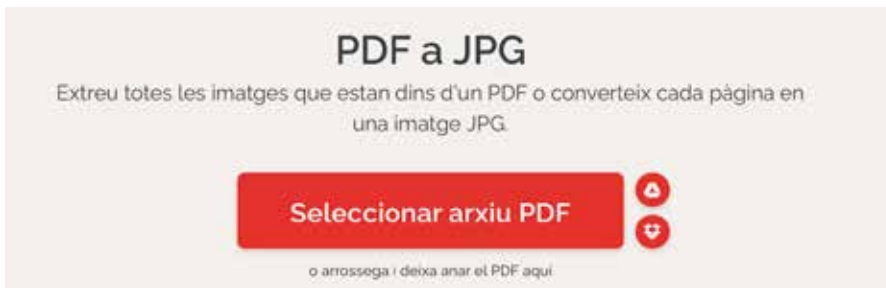 PDF a JPG
Extreu totes les imatges que estan dins d'un PDF o converteix cada pàgina en
una imatge JPG.
Seleccionar arxiu PDF
o arrossega i deixa anar el PDF aquí